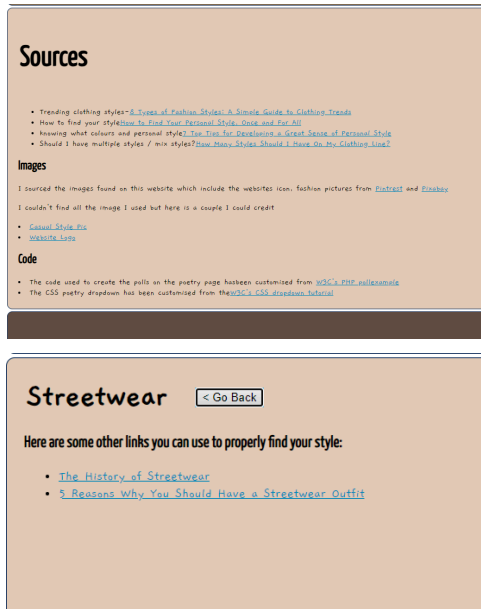 Sources
Trending clothing styles-8 Types of Fashion Styles: A Simple Guide to Clothing Trends
How to find your styleHow to Find Your Personal Style, Once and For All
knowing what colours and personal style7 Top Tips for Developing a Great Sense of Personal Style
Should I have multiple styles / mix styles?How Many Styles Should I Have On My Clothing Line?
Images
I sourced the images found on this website which include the websites icon, fashion pictures from Pintrest and Pinabay
I couldn't find all the image I used but here is a couple I could credit
Casual Style Pic
Website Logo
Code
The code used to create the polls on the poetry page hasbeen customised from W3C's PHP pollexample
The CSS poetry dropdown has been customised from theW3C's CSS dropdown tutorial
Streetwear
< Go Back
Here are some other links you can use to properly find your style:
The History of Streetwear
5 Reasons Why You Should Have a Streetwear Outfit